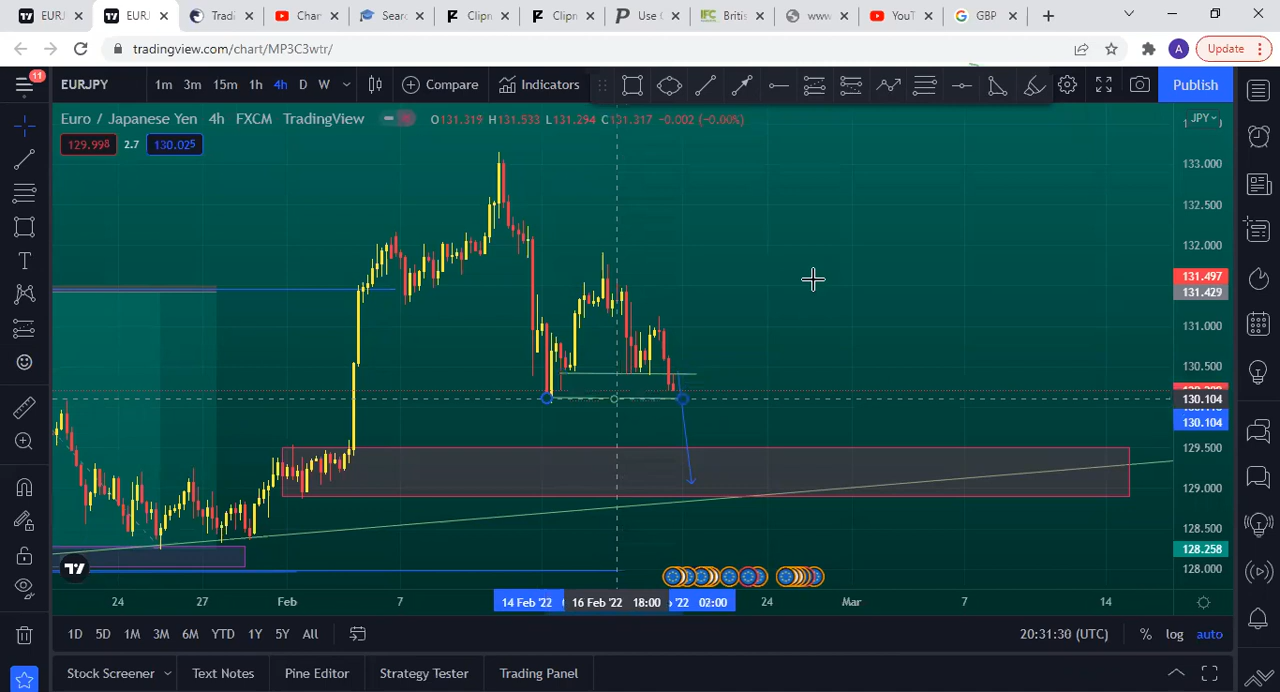 EURJ
EURJ
Tradi
Chan
Searc
Clipn
Clipn
Use C
Britis
www
YouT
GBP
tradingview.com/chart/MP3C3wtr/
A
Update
11
EURJPY
1m 3m 15m 1h 4h D W
Compare
Indicators
Publish
Euro / Japanese Yen 4h FXCM TradingView
O131.319 H131.533 L131.294 C131.317 -0.002 (-0.00%)
JPY
129.998 2.7 130.025
133.000
132.500
132.000
131.497
131.429
131.000
130.500
130.104
130.104
129.500
129.000
128.500
128.258
128.000
24 27 Feb 7 14 Feb '22 16 Feb '22 18:00 '22 02:00 24 Mar 7 14
1D 5D 1M 3M 6M YTD 1Y 5Y All
20:31:30 (UTC) % log auto
Stock Screener Text Notes Pine Editor Strategy Tester Trading Panel